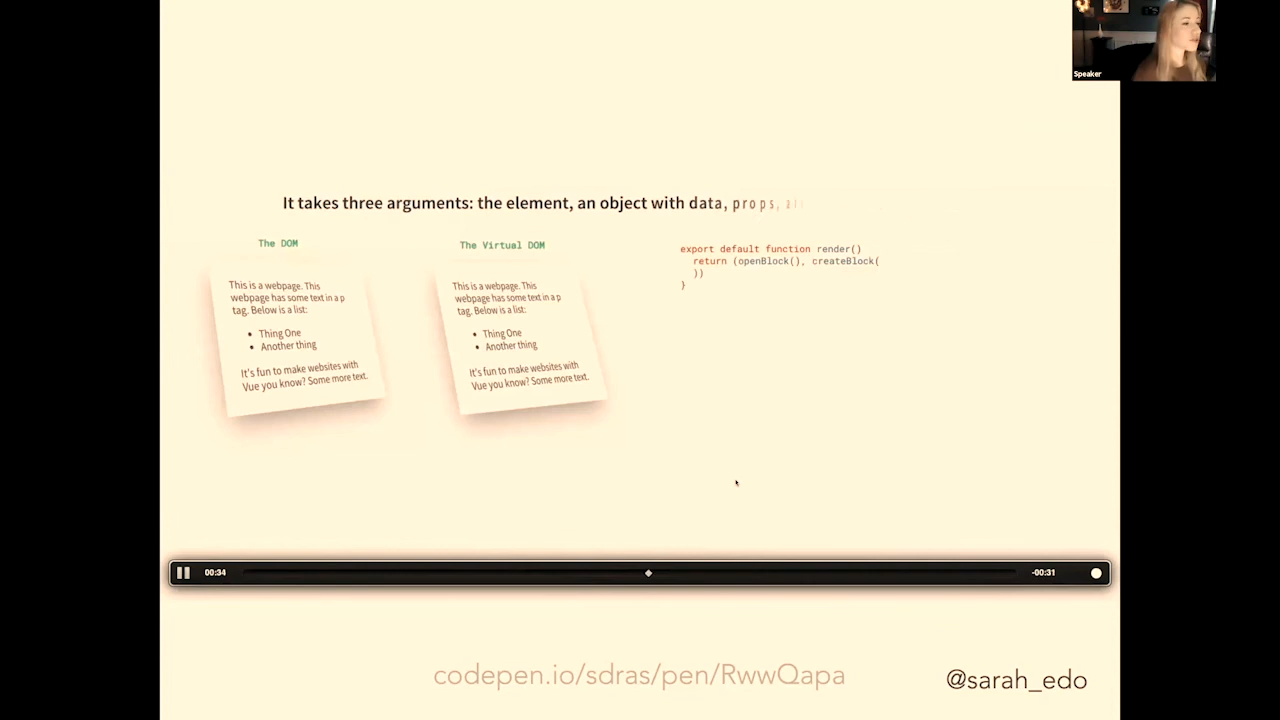 Speaker
It takes three arguments: the element, an object with data, props,
The DOM
This is a webpage. This
webpage has some text in a p
tag. Below is a list:
• Thing One
• Another thing
It's fun to make websites with
Vue you know? Some more text.
The Virtual DOM
This is a webpage. This
webpage has some text in a p
tag. Below is a list:
• Thing One
• Another thing
It's fun to make websites with
Vue you know? Some more text.
export default function render()
return (openBlock(), createBlock(
))
}
00:34
-00:31
codepen.io/sdras/pen/RwwQapa
@sarah_edo